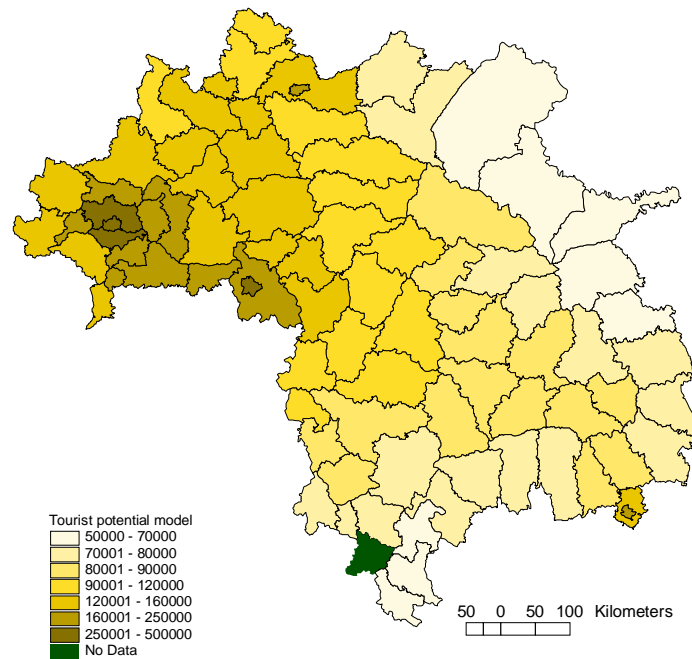 Tourist potential model
50000 - 70000
70001 - 80000
80001 - 90000
90001 - 120000
120001 - 160000
160001 - 250000
250001 - 500000
No Data
50 0 50 100 Kilometers